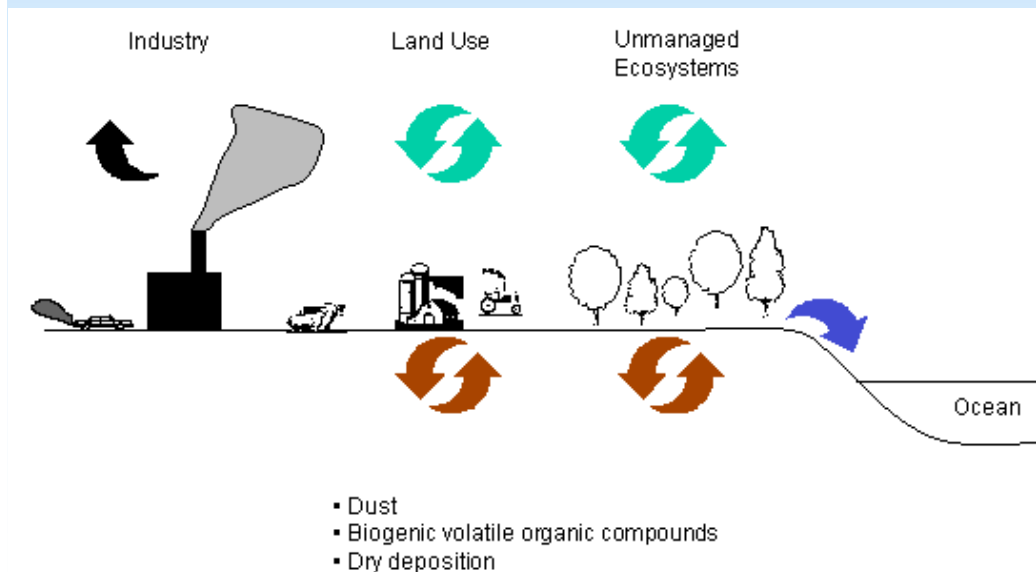 Industry
Land Use
Unmanaged
Ecosystems
Ocean
▪ Dust
▪ Biogenic volatile organic compounds
▪ Dry deposition